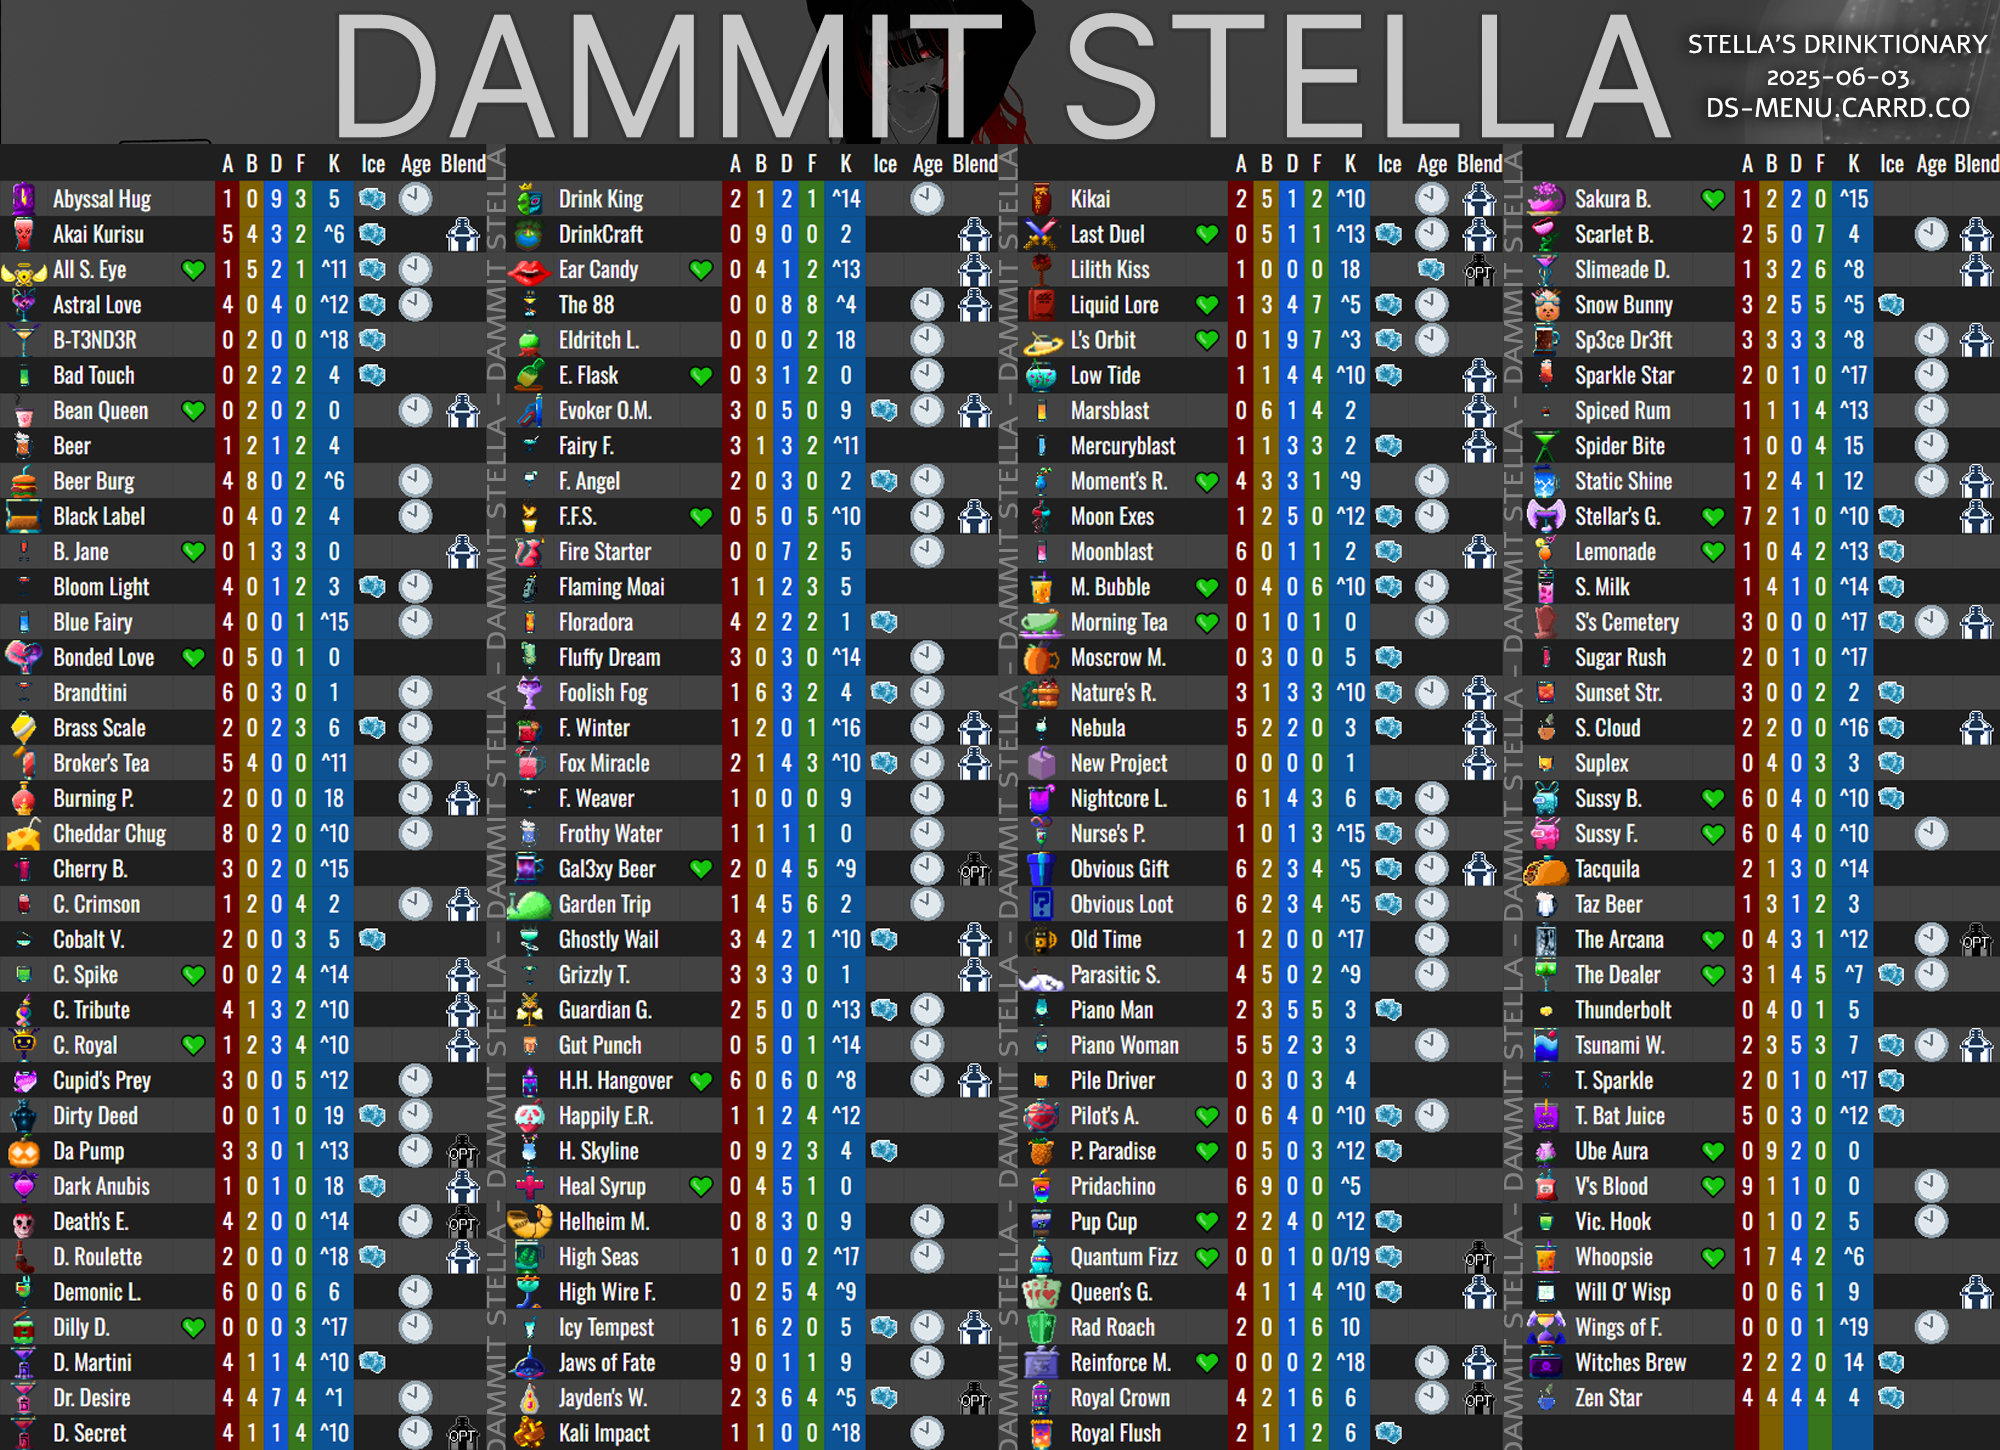 DAMMIT STELLA
STELLA'S DRINKTIONARY
2025-06-03
DS-MENU.CARRD.CO
A B D F K Ice Age Blend
Abyssal Hug 1 0 9 3 5
Akai Kurisu 5 4 3 2 ^6
All S. Eye 1 5 2 1 ^11
Astral Love 4 0 4 0 ^12
B-T3ND3R 0 2 0 0 ^18
Bad Touch 0 2 2 2 4
Bean Queen 0 2 0 2 0
Beer 1 2 1 2 4
Beer Burg 4 8 0 2 ^6
Black Label 0 4 0 2 4
B. Jane 0 1 3 3 0
Bloom Light 4 0 1 2 3
Blue Fairy 4 0 0 1 ^15
Bonded Love 0 5 0 1 0
Brandtini 6 0 3 0 1
Brass Scale 2 0 2 3 6
Broker's Tea 5 4 0 0 ^11
Burning P. 2 0 0 0 18
Cheddar Chug 8 0 2 0 ^10
Cherry B. 3 0 2 0 ^15
C. Crimson 1 2 0 4 2
Cobalt V. 2 0 0 3 5
C. Spike 0 0 2 4 ^14
C. Tribute 4 1 3 2 ^10
C. Royal 1 2 3 4 ^10
Cupid's Prey 3 0 0 5 ^12
Dirty Deed 0 0 1 0 19
Da Pump 3 3 0 1 ^13 OPT
Dark Anubis 1 0 1 0 18
Death's E. 4 2 0 0 ^14 OPT
D. Roulette 2 0 0 0 ^18
Demonic L. 6 0 0 6 6
Dilly D. 0 0 0 3 ^17
D. Martini 4 1 1 4 ^10
Dr. Desire 4 4 7 4 ^1
D. Secret 4 1 1 4 ^10 OPT
DAMMIT STELLA - DAMMIT STELLA - DAMMIT STELLA - DAMMIT STELLA
A B D F K Ice Age Blend
Drink King 2 1 2 1 ^14
DrinkCraft 0 9 0 0 2
Ear Candy 0 4 1 2 ^13
The 88 0 0 8 8 ^4
Eldritch L. 0 0 0 2 18
E. Flask 0 3 1 2 0
Evoker O.M. 3 0 5 0 9
Fairy F. 3 1 3 2 ^11
F. Angel 2 0 3 0 2
F.F.S. 0 5 0 5 ^10
Fire Starter 0 0 7 2 5
Flaming Moai 1 1 2 3 5
Floradora 4 2 2 2 1
Fluffy Dream 3 0 3 0 ^14
Foolish Fog 1 6 3 2 4
F. Winter 1 2 0 1 ^16
Fox Miracle 2 1 4 3 ^10
F. Weaver 1 0 0 0 9
Frothy Water 1 1 1 1 0
Gal3xy Beer 2 0 4 5 ^9 OPT
Garden Trip 1 4 5 6 2
Ghostly Wail 3 4 2 1 ^10
Grizzly T. 3 3 3 0 1
Guardian G. 2 5 0 0 ^13
Gut Punch 0 5 0 1 ^14
H.H. Hangover 6 0 6 0 ^8
Happily E.R. 1 1 2 4 ^12
H. Skyline 0 9 2 3 4
Heal Syrup 0 4 5 1 0
Helheim M. 0 8 3 0 9
High Seas 1 0 0 2 ^17
High Wire F. 0 2 5 4 ^9
Icy Tempest 1 6 2 0 5
Jaws of Fate 9 0 1 1 9
Jayden's W. 2 3 6 4 ^5 OPT
Kali Impact 1 1 0 0 ^18
DAMMIT STELLA - DAMMIT STELLA - DAMMIT STELLA - DAMMIT STELLA
A B D F K Ice Age Blend
Kikai 2 5 1 2 ^10
Last Duel 0 5 1 1 ^13
Lilith Kiss 1 0 0 0 18 OPT
Liquid Lore 1 3 4 7 ^5
L's Orbit 0 1 9 7 ^3
Low Tide 1 1 4 4 ^10
Marsblast 0 6 1 4 2
Mercuryblast 1 1 3 3 2
Moment's R. 4 3 3 1 ^9
Moon Exes 1 2 5 0 ^12
Moonblast 6 0 1 1 2
M. Bubble 0 4 0 6 ^10
Morning Tea 0 1 0 1 0
Moscrow M. 0 3 0 0 5
Nature's R. 3 1 3 3 ^10
Nebula 5 2 2 0 3
New Project 0 0 0 0 1
Nightcore L. 6 1 4 3 6
Nurse's P. 1 0 1 3 ^15
Obvious Gift 6 2 3 4 ^5
Obvious Loot 6 2 3 4 ^5
Old Time 1 2 0 0 ^17
Parasitic S. 4 5 0 2 ^9
Piano Man 2 3 5 5 3
Piano Woman 5 5 2 3 3
Pile Driver 0 3 0 3 4
Pilot's A. 0 6 4 0 ^10
P. Paradise 0 5 0 3 ^12
Pridachino 6 9 0 0 ^5
Pup Cup 2 2 4 0 ^12
Quantum Fizz 0 0 1 0 0/19 OPT
Queen's G. 4 1 1 4 ^10
Rad Roach 2 0 1 6 10
Reinforce M. 0 0 0 2 ^18
Royal Crown 4 2 1 6 6 OPT
Royal Flush 2 1 1 2 6
DAMMIT STELLA - DAMMIT STELLA - DAMMIT STELLA - DAMMIT STELLA
A B D F K Ice Age Blend
Sakura B. 1 2 2 0 ^15
Scarlet B. 2 5 0 7 4
Slimeade D. 1 3 2 6 ^8
Snow Bunny 3 2 5 5 ^5
Sp3ce Dr3ft 3 3 3 3 ^8
Sparkle Star 2 0 1 0 ^17
Spiced Rum 1 1 1 4 ^13
Spider Bite 1 0 0 4 15
Static Shine 1 2 4 1 12
Stellar's G. 7 2 1 0 ^10
Lemonade 1 0 4 2 ^13
S. Milk 1 4 1 0 ^14
S's Cemetery 3 0 0 0 ^17
Sugar Rush 2 0 1 0 ^17
Sunset Str. 3 0 0 2 2
S. Cloud 2 2 0 0 ^16
Suplex 0 4 0 3 3
Sussy B. 6 0 4 0 ^10
Sussy F. 6 0 4 0 ^10
Tacquila 2 1 3 0 ^14
Taz Beer 1 3 1 2 3
The Arcana 0 4 3 1 ^12 OPT
The Dealer 3 1 4 5 ^7
Thunderbolt 0 4 0 1 5
Tsunami W. 2 3 5 3 7
T. Sparkle 2 0 1 0 ^17
T. Bat Juice 5 0 3 0 ^12
Ube Aura 0 9 2 0 0
V's Blood 9 1 1 0 0
Vic. Hook 0 1 0 2 5
Whoopsie 1 7 4 2 ^6
Will O' Wisp 0 0 6 1 9
Wings of F. 0 0 0 1 ^19
Witches Brew 2 2 2 0 14
Zen Star 4 4 4 4 4